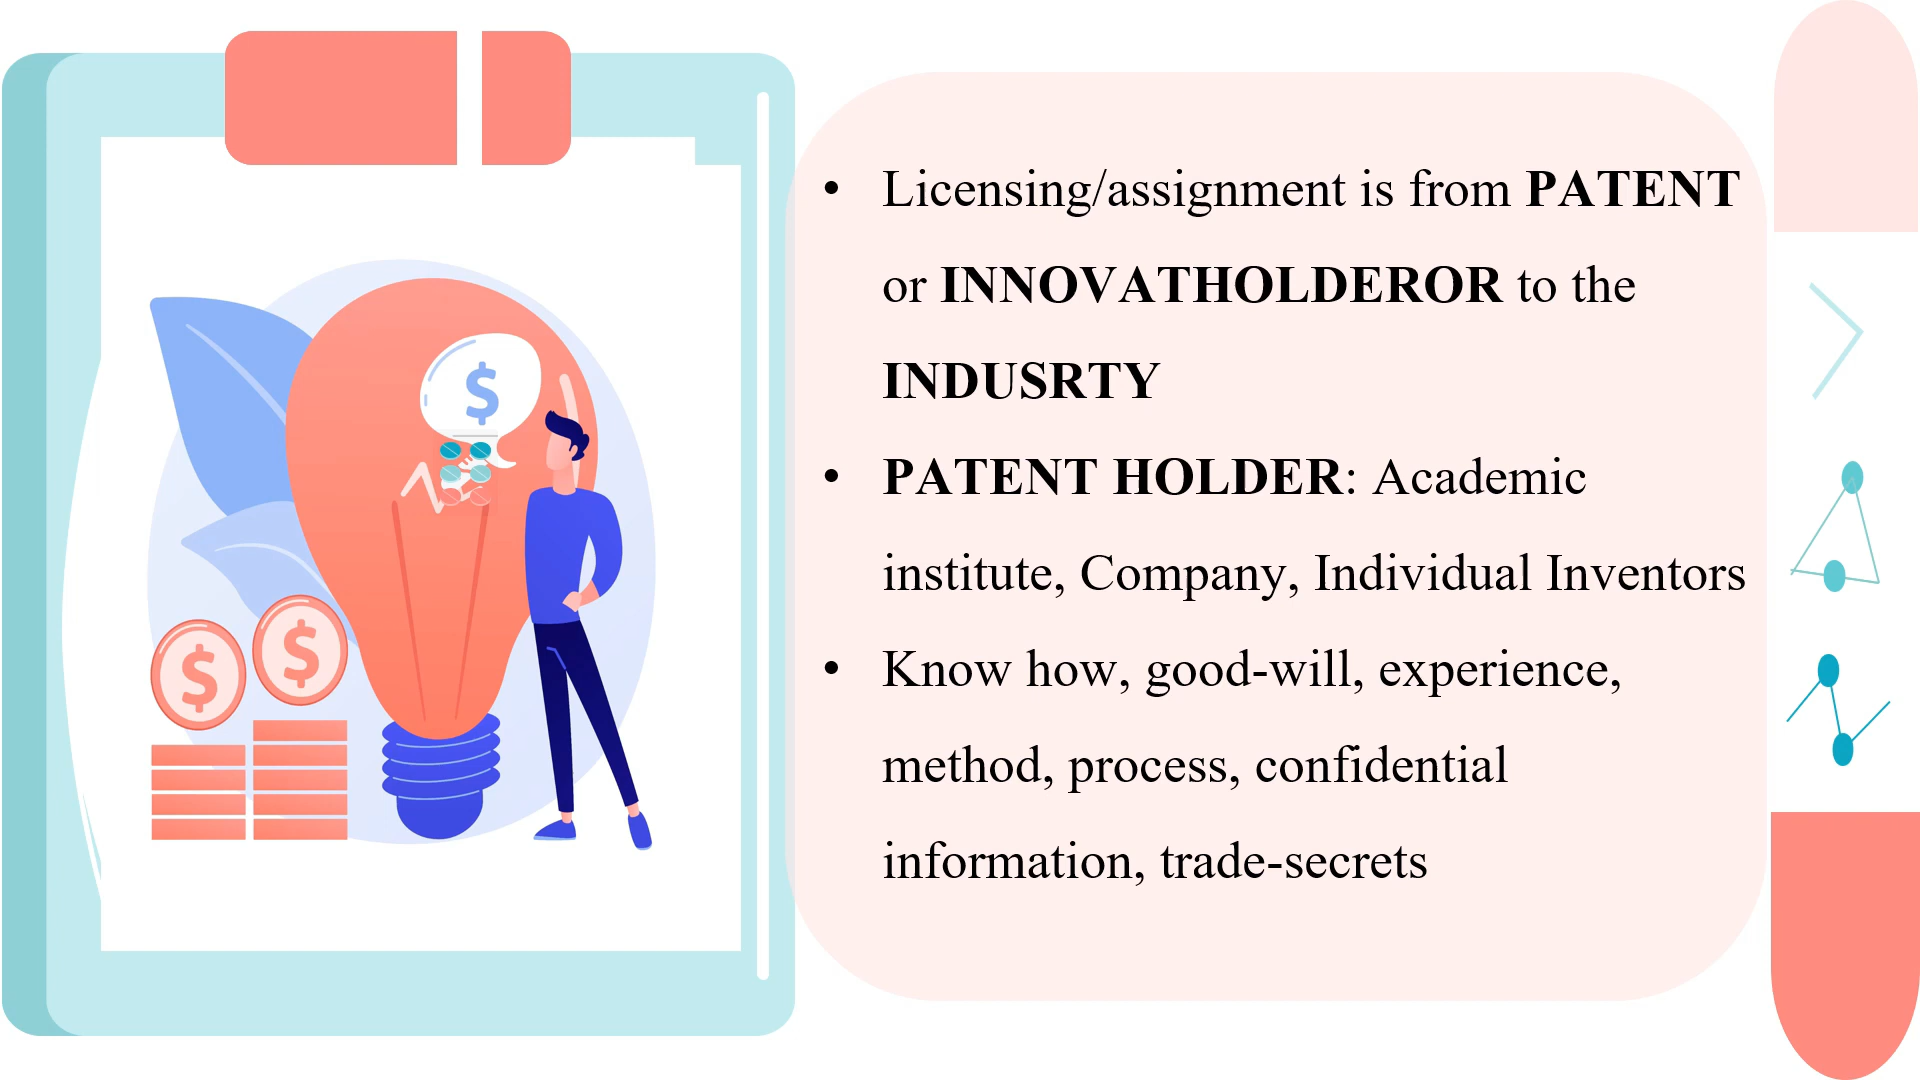 • Licensing/assignment is from PATENT
or INNOVATHOLDEROR to the
INDUSRTY
• PATENT HOLDER: Academic
institute, Company, Individual Inventors
• Know how, good-will, experience,
method, process, confidential
information, trade-secrets
$
$
$